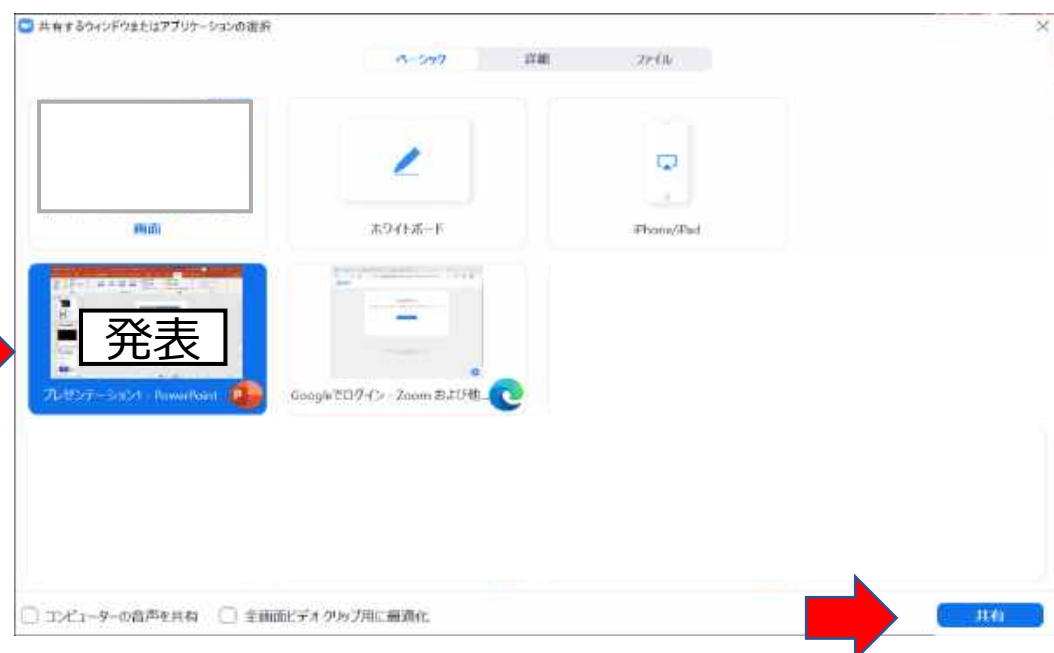 共有するウィンドウまたはアプリケーションの選択
ベーシック
詳細
ファイル
画面
ホワイトボード
iPhone/iPad
発表
プレゼンテーション1 - PowerPoint
Googleでログイン - Zoom および他...
コンピューターの音声を共有
全画面ビデオ クリップ用に最適化
共有